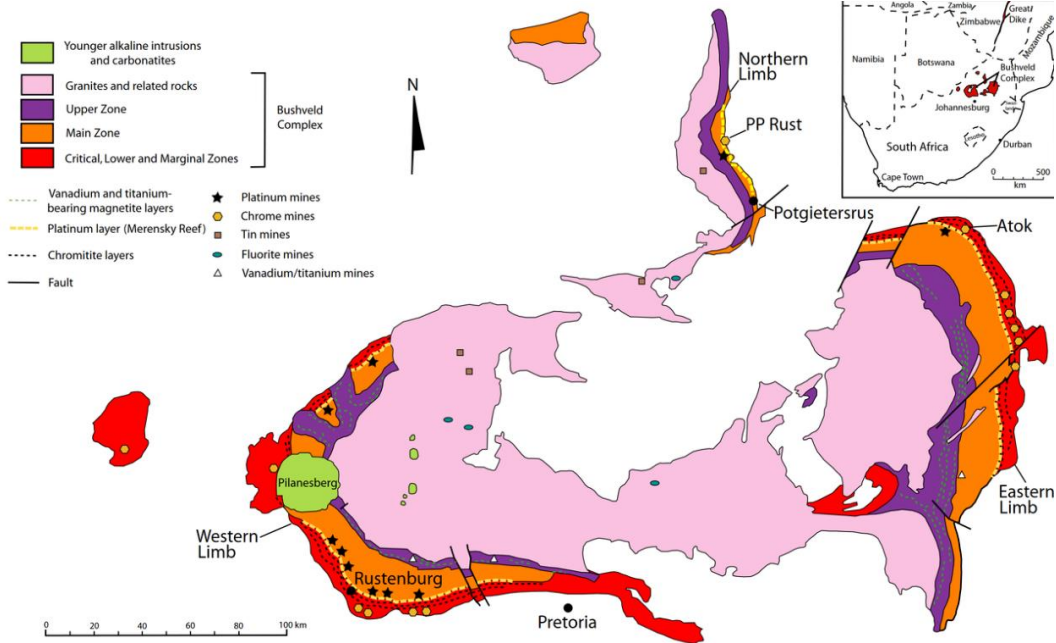 Younger alkaline intrusions
and carbonatites
Granites and related rocks
Upper Zone
Main Zone
Critical, Lower and Marginal Zones
Bushveld
Complex
Vanadium and titanium-
bearing magnetite layers
Platinum layer (Merensky Reef)
Chromitite layers
Fault
Platinum mines
Chrome mines
Tin mines
Fluorite mines
Vanadium/titanium mines
N
Northern
Limb
PP Rust
Potgietersrus
Atok
Eastern
Limb
Pilanesberg
Western
Limb
Rustenburg
Pretoria
0 20 40 60 80 100 km
Angola
Zambia
Great
Dike
Zimbabwe
Mozambique
Namibia
Botswana
Bushveld
Complex
Johannesburg
South Africa
Lesotho
Durban
Cape Town
0 500
km